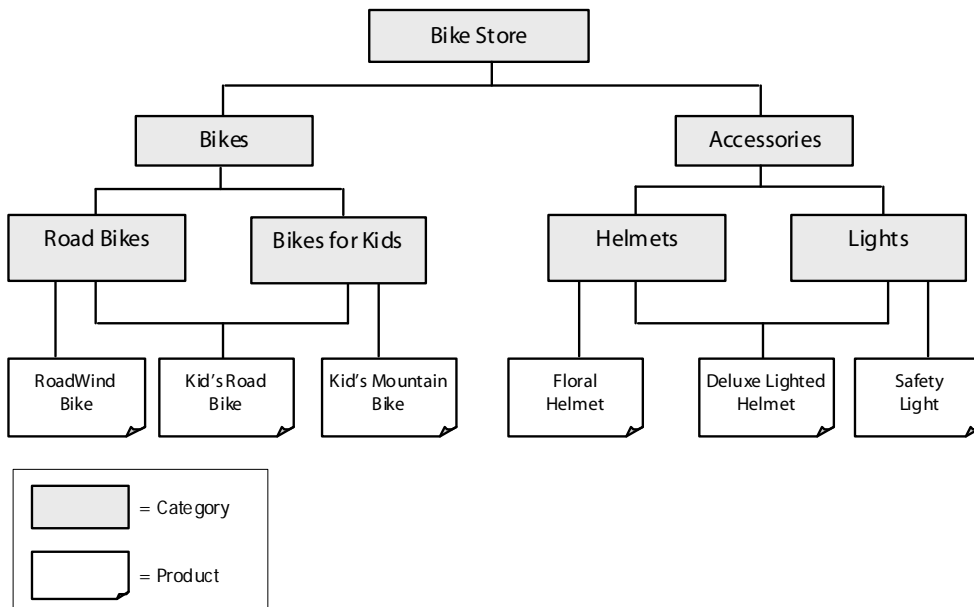 Bike Store
Bikes
Accessories
Road Bikes
Bikes for Kids
Helmets
Lights
RoadWind
Bike
Kid's Road
Bike
Kid's Mountain
Bike
Floral
Helmet
Deluxe Lighted
Helmet
Safety
Light
= Category
= Product